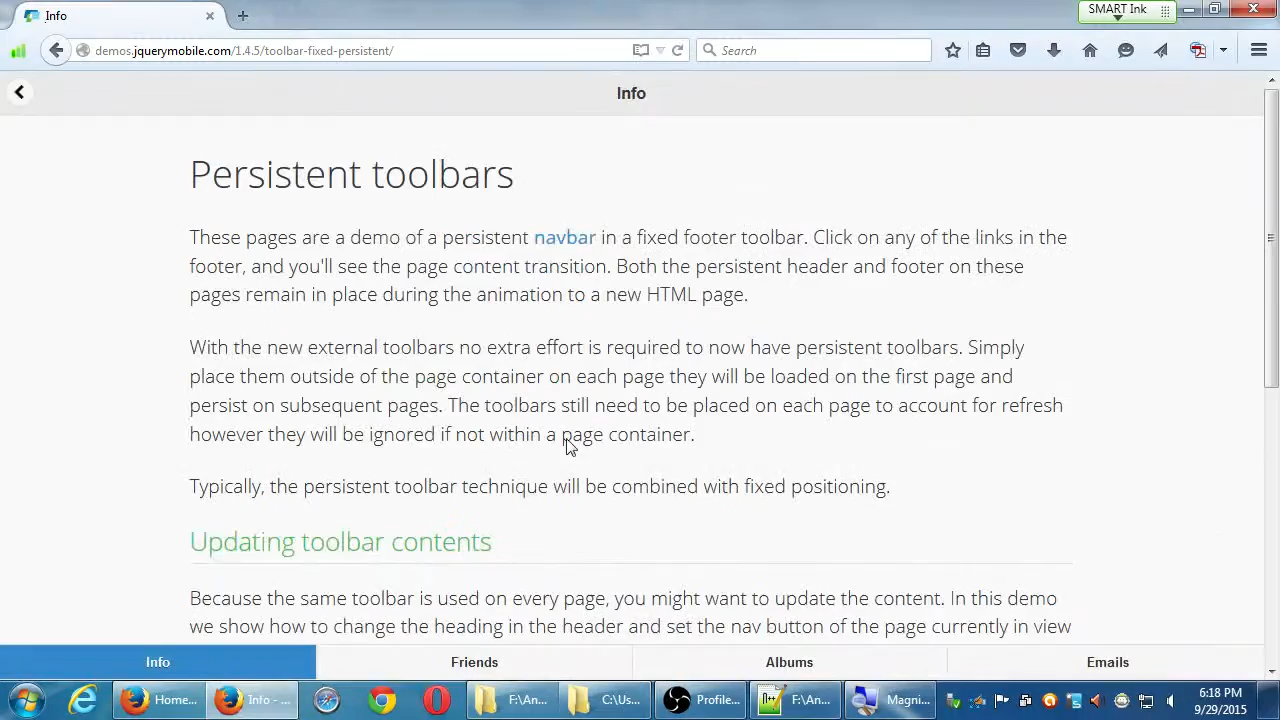 Info
SMART Ink
demos.jquerymobile.com/1.4.5/toolbar-fixed-persistent/
Search
Info
Persistent toolbars
These pages are a demo of a persistent navbar in a fixed footer toolbar. Click on any of the links in the
footer, and you'll see the page content transition. Both the persistent header and footer on these
pages remain in place during the animation to a new HTML page.
With the new external toolbars no extra effort is required to now have persistent toolbars. Simply
place them outside of the page container on each page they will be loaded on the first page and
persist on subsequent pages. The toolbars still need to be placed on each page to account for refresh
however they will be ignored if not within a page container.
Typically, the persistent toolbar technique will be combined with fixed positioning.
Updating toolbar contents
Because the same toolbar is used on every page, you might want to update the content. In this demo
we show how to change the heading in the header and set the nav button of the page currently in view
Info Friends Albums Emails
Home... Info - ... F:\An... C:\Us... Profile... F:\An... Magni... 6:18 PM
9/29/2015